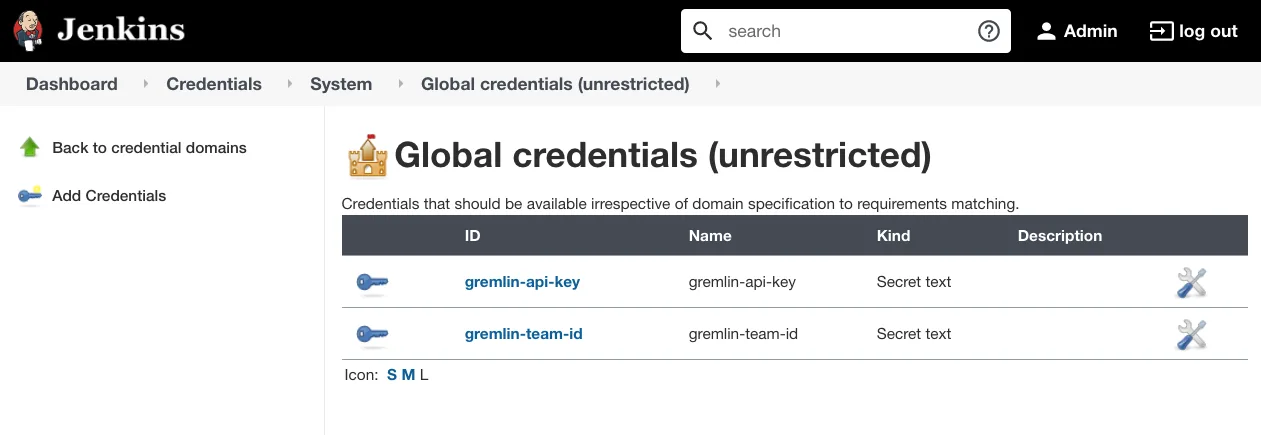 Jenkins
search
Admin
log out
Dashboard Credentials System Global credentials (unrestricted)
Back to credential domains
Add Credentials
Global credentials (unrestricted)
Credentials that should be available irrespective of domain specification to requirements matching.
ID Name Kind Description
gremlin-api-key gremlin-api-key Secret text
gremlin-team-id gremlin-team-id Secret text
Icon: S M L